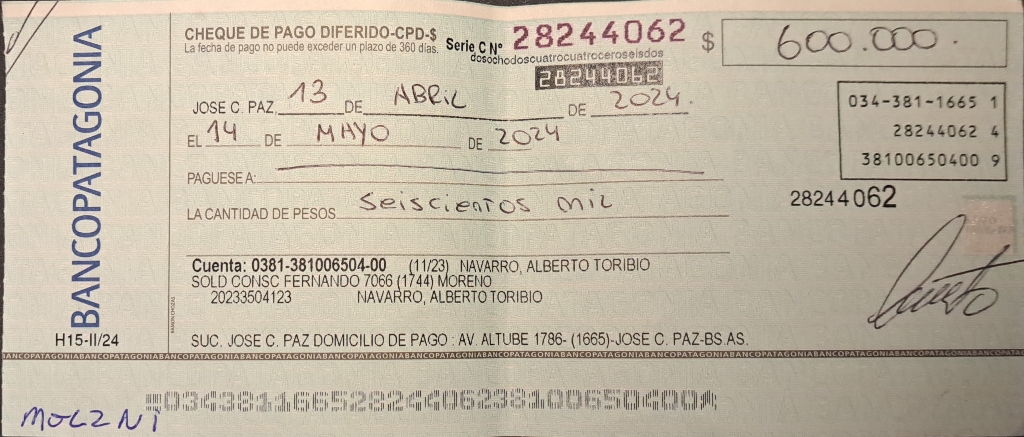 BANCOPATAGONIA
H15-II/24
CHEQUE DE PAGO DIFERIDO-CPD-$
La fecha de pago no puede exceder un plazo de 360 días.
Serie C Nº 28244062 $ 600.000.
dosochodoscuatrocuatroceroseisdos
28244062
JOSE C. PAZ, 13 DE ABRIL DE 2024.
EL 14 DE MAYO DE 2024
034-381-1665 1
28244062 4
38100650400 9
PAGUESE A:
28244062
LA CANTIDAD DE PESOS Seiscientos mil
Cuenta: 0381-381006504-00 (11/23) NAVARRO, ALBERTO TORIBIO
SOLD CONSC FERNANDO 7066 (1744) MORENO
20233504123 NAVARRO, ALBERTO TORIBIO
SUC. JOSE C. PAZ DOMICILIO DE PAGO : AV. ALTUBE 1786- (1665)-JOSE C. PAZ-BS.AS.
BANCOPATAGONIABANCOPATAGONIABANCOPATAGONIABANCOPATAGONIABANCOPATAGONIABANCOPATAGONIABANCOPATAGONIABANCOPATAGONIA
03438116652824406238100650400